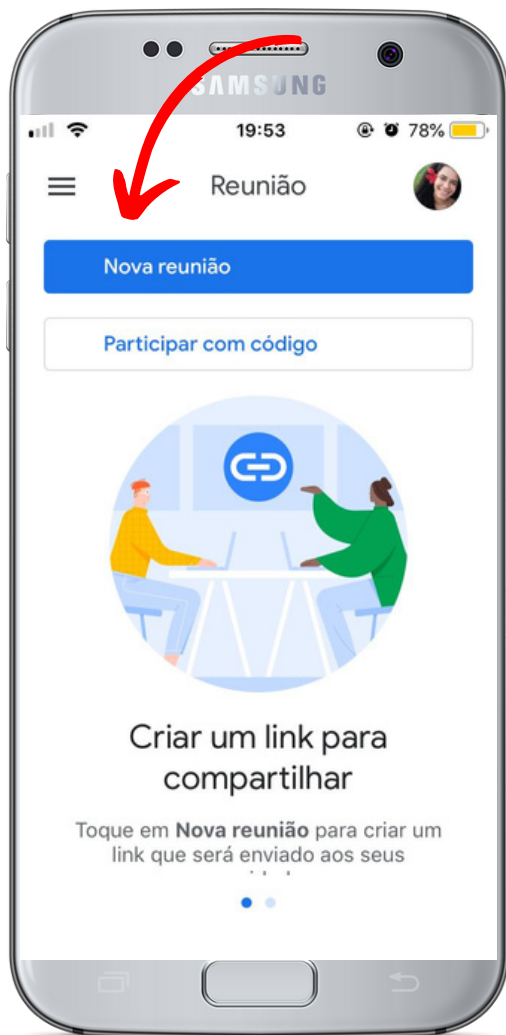 SAMSUNG
19:53
78%
Reunião
Nova reunião
Participar com código
Criar um link para
compartilhar
Toque em Nova reunião para criar um
link que será enviado aos seus